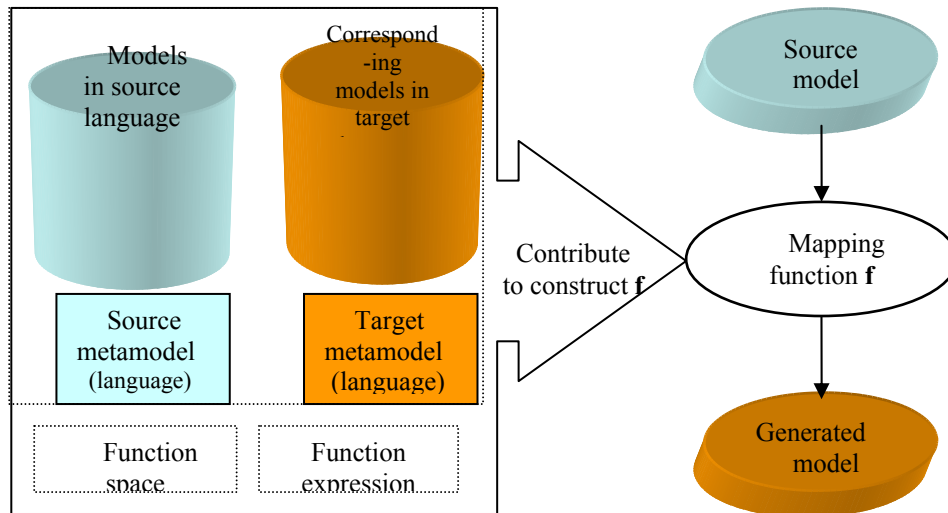 Models
in source
language
Correspond
-ing
models in
target
Source
metamodel
(language)
Target
metamodel
(language)
Function
space
Function
expression
Contribute
to construct f
Source
model
Mapping
function f
Generated
model